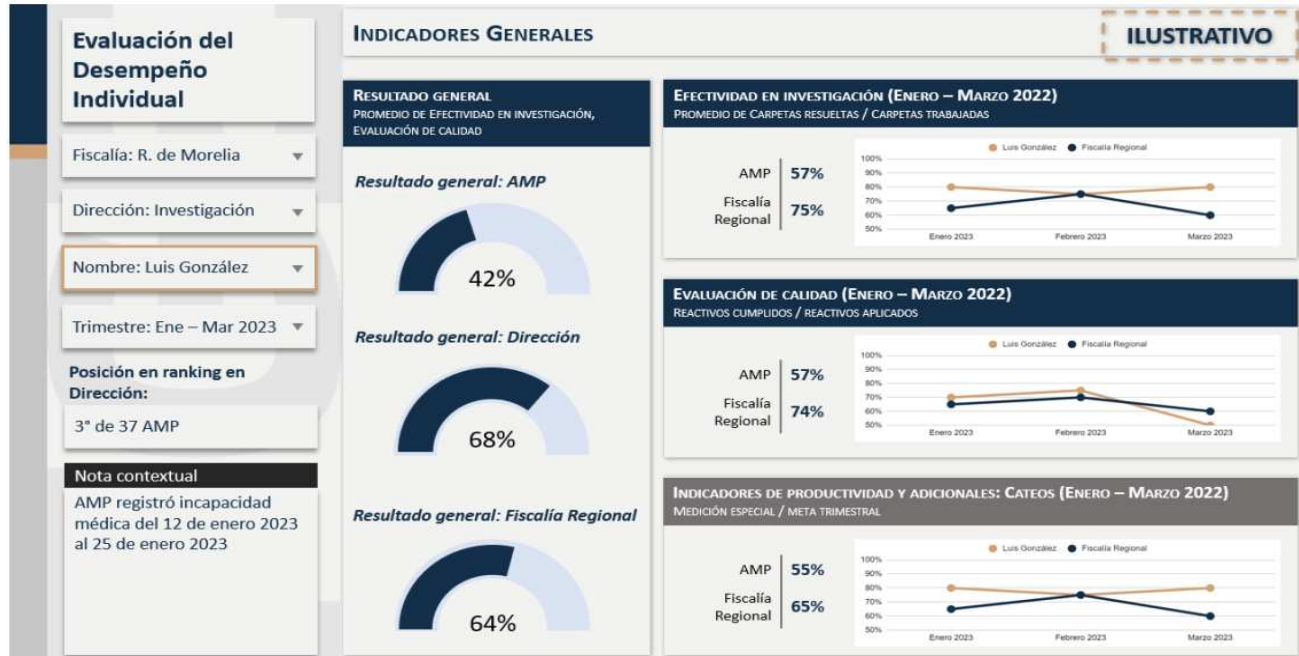 Evaluación del
Desempeño
Individual
Fiscalía: R. de Morelia
Dirección: Investigación
Nombre: Luis González
Trimestre: Ene – Mar 2023
Posición en ranking en
Dirección:
3° de 37 AMP
Nota contextual
AMP registró incapacidad
médica del 12 de enero 2023
al 25 de enero 2023
INDICADORES GENERALES
ILUSTRATIVO
RESULTADO GENERAL
PROMEDIO DE EFECTIVIDAD EN INVESTIGACIÓN,
EVALUACIÓN DE CALIDAD
Resultado general: AMP
42%
Resultado general: Dirección
68%
Resultado general: Fiscalía Regional
64%
EFECTIVIDAD EN INVESTIGACIÓN (ENERO – MARZO 2022)
PROMEDIO DE CARPETAS RESUELTAS / CARPETAS TRABAJADAS
AMP 57%
Fiscalía
Regional 75%
Luis González Fiscalía Regional
100%
90%
80%
70%
60%
50%
Enero 2023 Febrero 2023 Marzo 2023
EVALUACIÓN DE CALIDAD (ENERO – MARZO 2022)
REACTIVOS CUMPLIDOS / REACTIVOS APLICADOS
AMP 57%
Fiscalía
Regional 74%
Luis González Fiscalía Regional
100%
90%
80%
70%
60%
50%
Enero 2023 Febrero 2023 Marzo 2023
INDICADORES DE PRODUCTIVIDAD Y ADICIONALES: CATEOS (ENERO – MARZO 2022)
MEDICIÓN ESPECIAL / META TRIMESTRAL
AMP 55%
Fiscalía
Regional 65%
Luis González Fiscalía Regional
100%
90%
80%
70%
60%
50%
Enero 2023 Febrero 2023 Marzo 2023